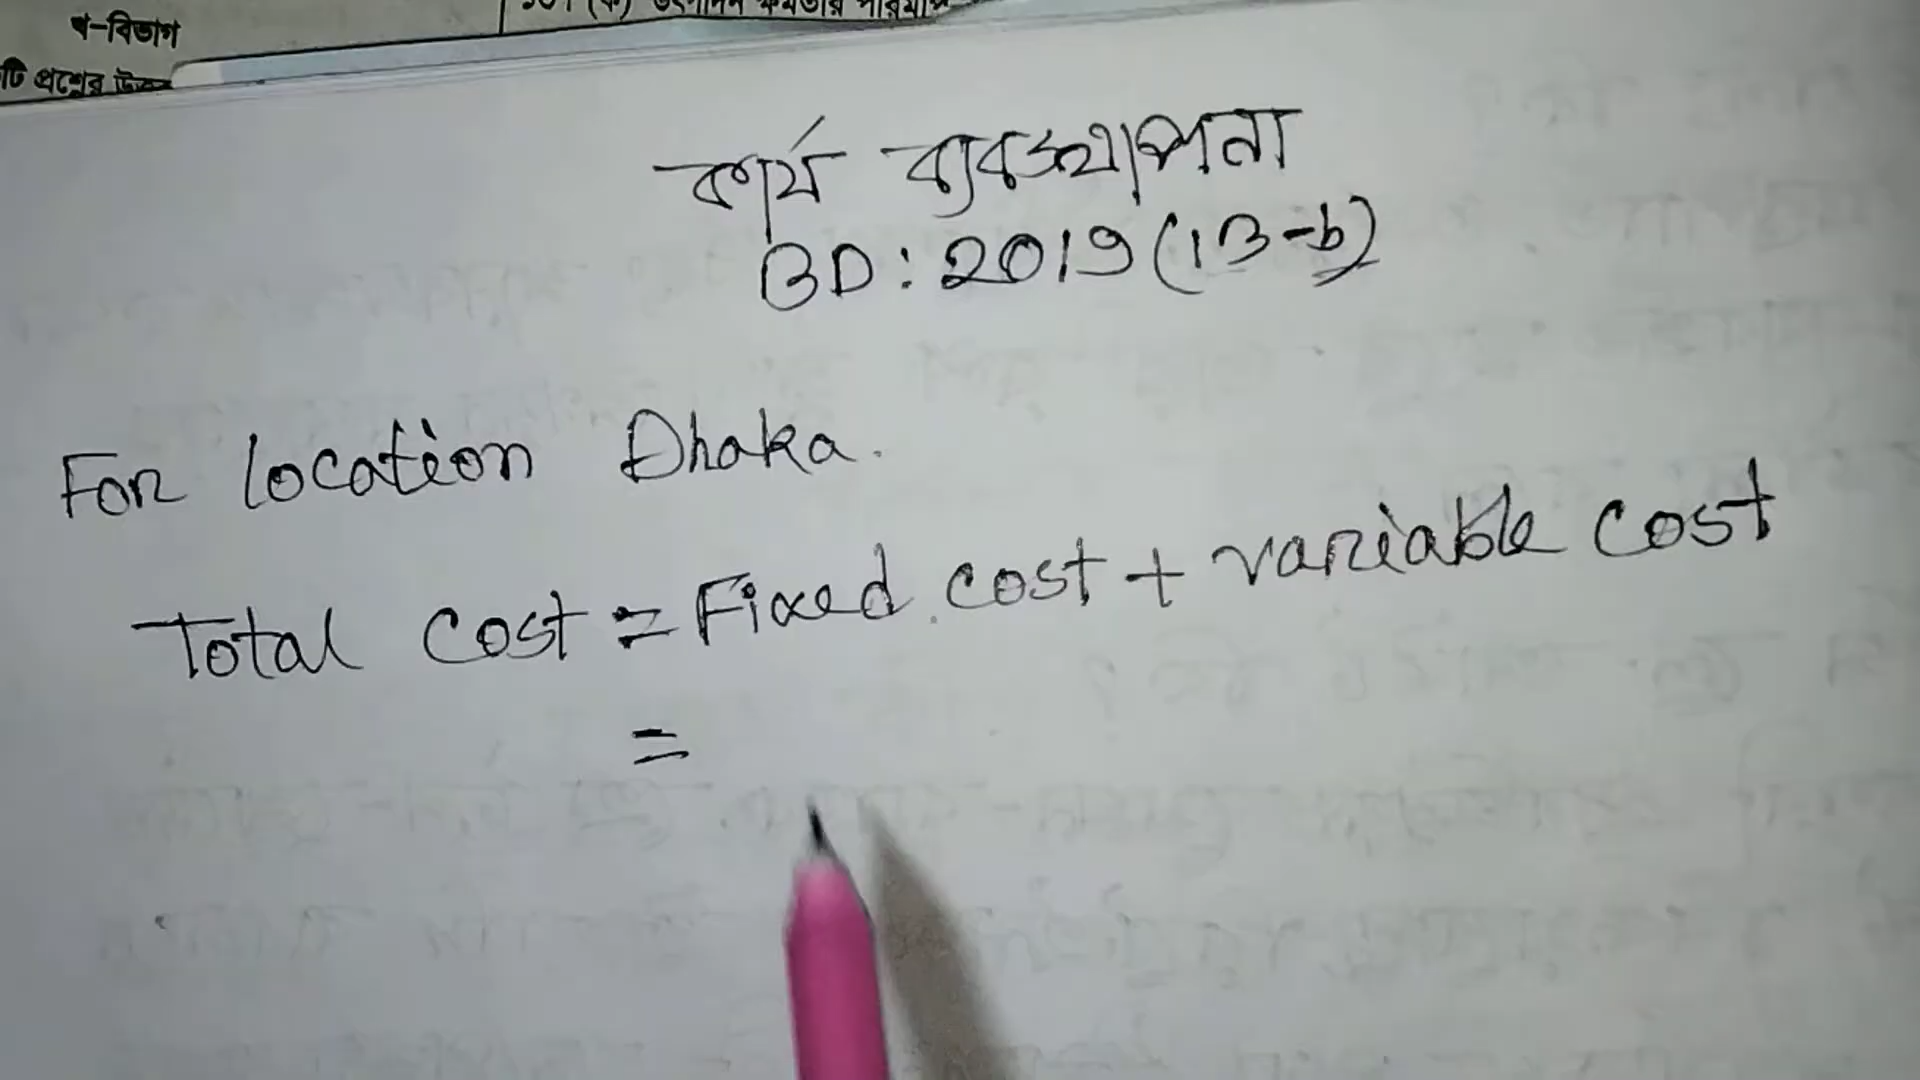 খ-বিভাগ
টি প্রশ্নের উত্তর
কার্য ব্যবস্থাপনা
BD: 2019 (13-b)
For location Dhaka.
Total cost = Fixed cost + variable cost
=